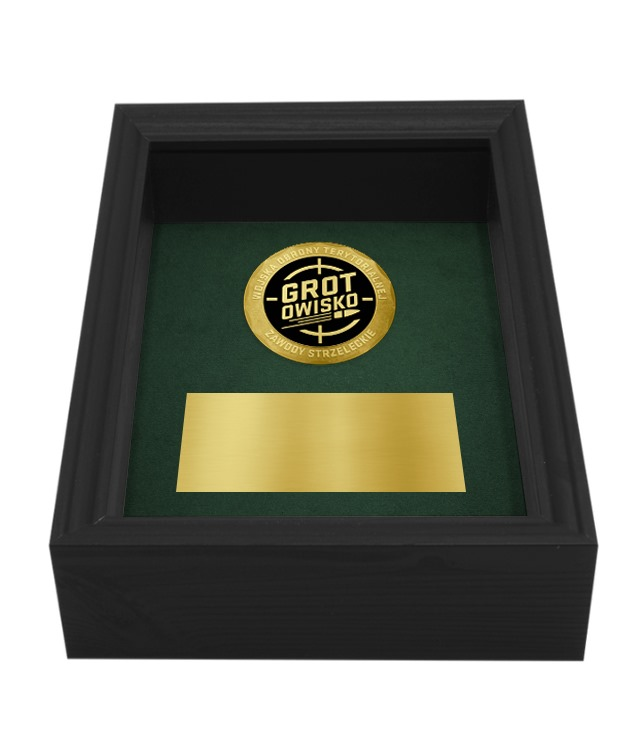 WOJSKA OBRONY TERYTORIALNEJ
GROT
OWISKO
ZAWODY STRZELECKIE